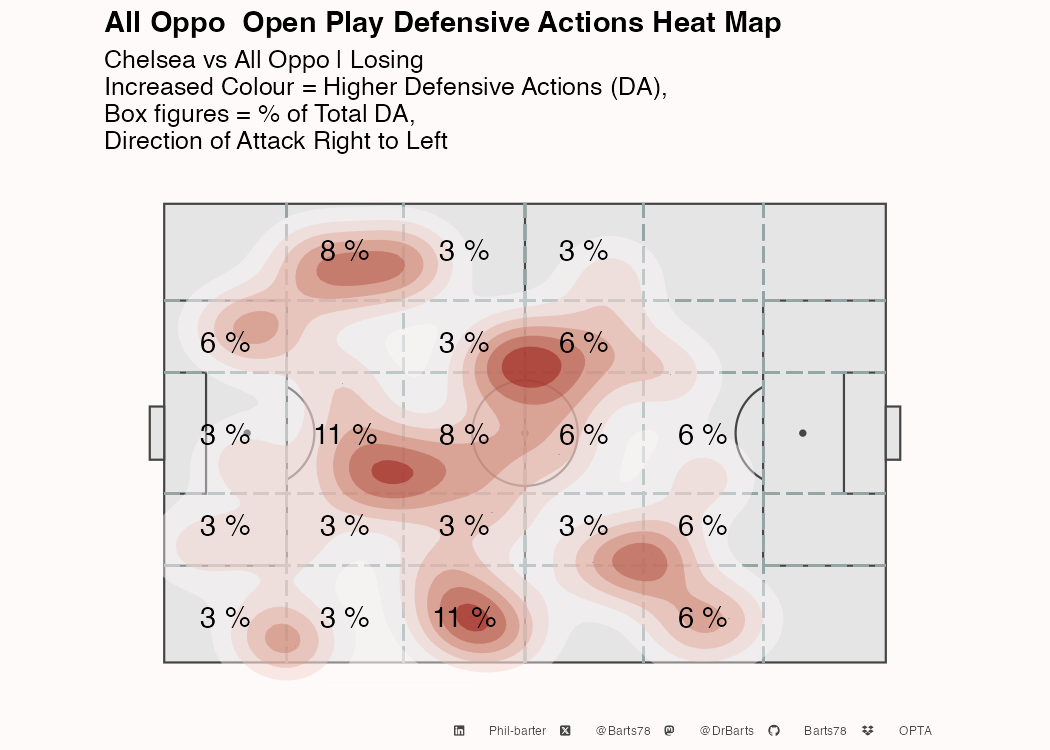 All Oppo  Open Play Defensive Actions Heat Map
Chelsea vs All Oppo | Losing
Increased Colour = Higher Defensive Actions (DA),
Box figures = % of Total DA,
Direction of Attack Right to Left
8 % 3 % 3 %
6 % 3 % 6 %
3 % 11 % 8 % 6 % 6 %
3 % 3 % 3 % 3 % 6 %
3 % 3 % 11 % 6 %
Phil-barter @Barts78 @DrBarts Barts78 OPTA